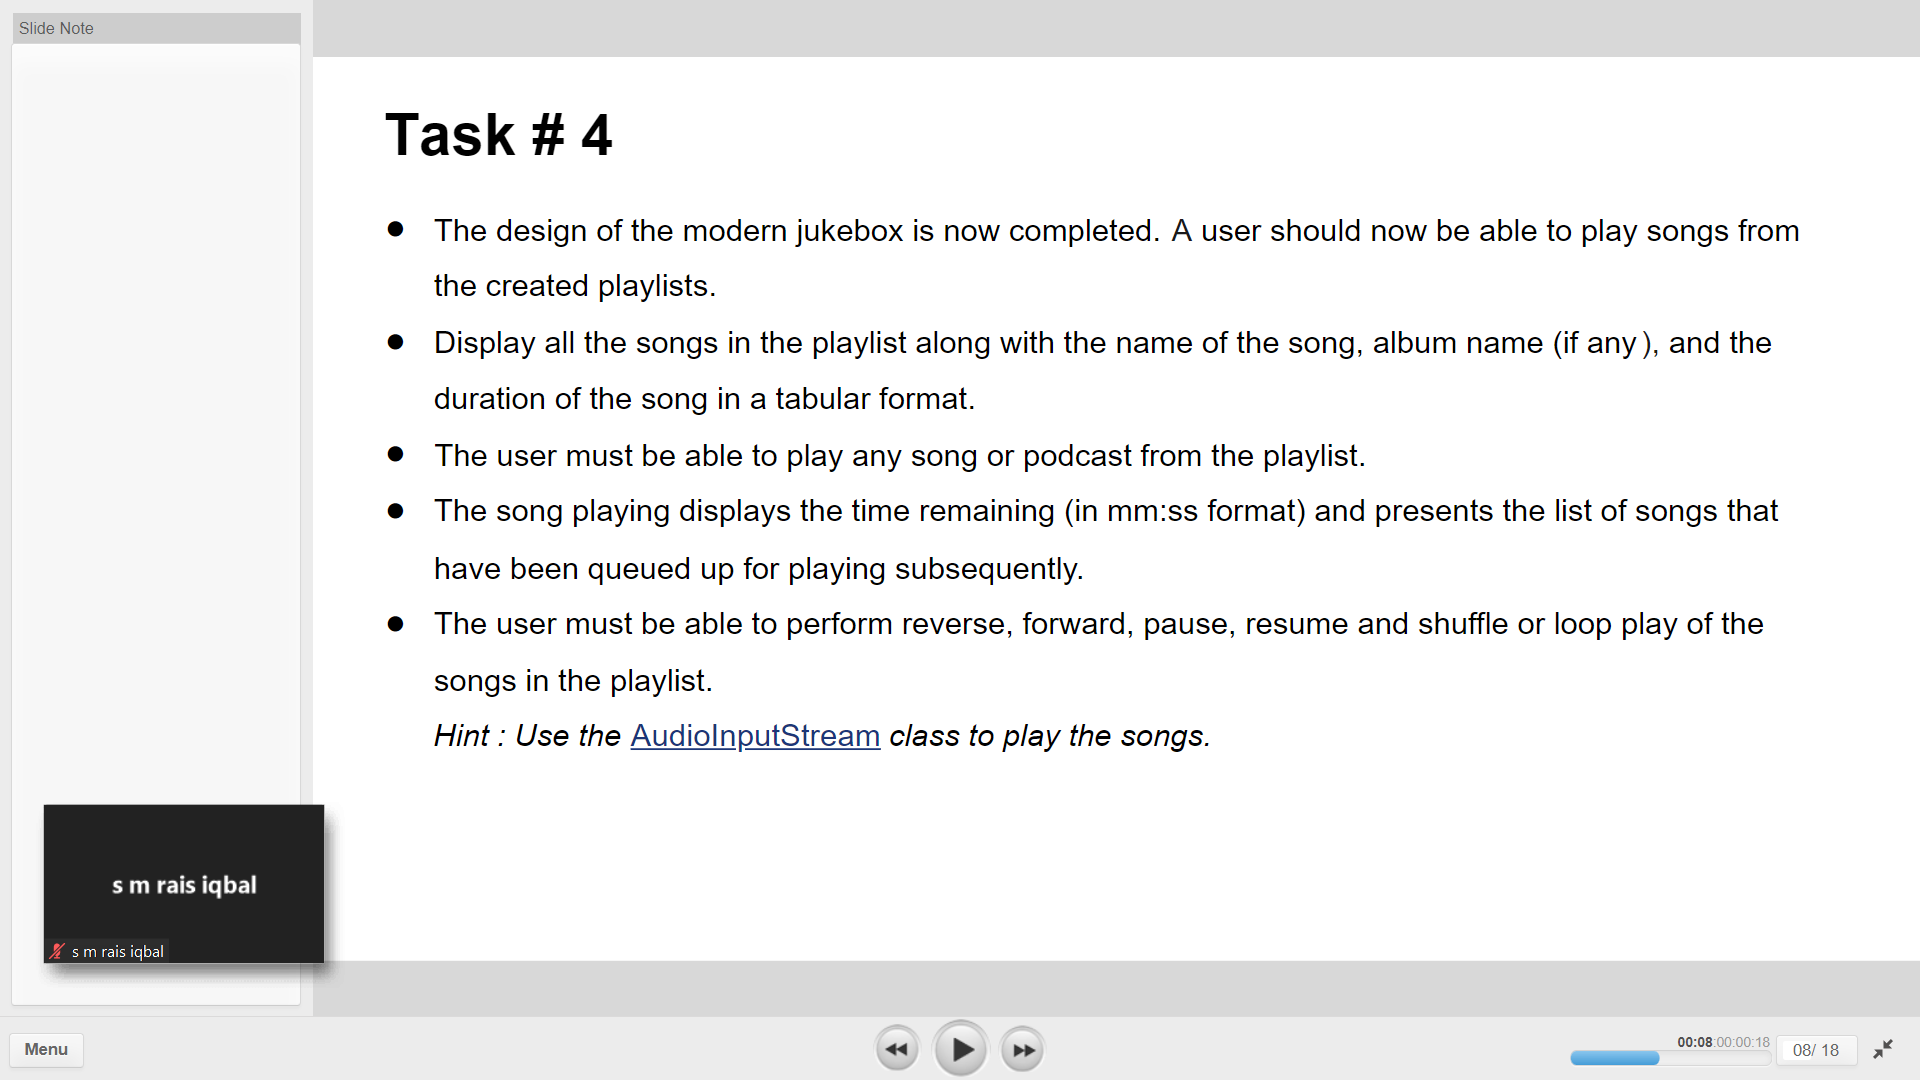 Slide Note
Task # 4
● The design of the modern jukebox is now completed. A user should now be able to play songs from
the created playlists.
● Display all the songs in the playlist along with the name of the song, album name (if any), and the
duration of the song in a tabular format.
● The user must be able to play any song or podcast from the playlist.
● The song playing displays the time remaining (in mm:ss format) and presents the list of songs that
have been queued up for playing subsequently.
● The user must be able to perform reverse, forward, pause, resume and shuffle or loop play of the
songs in the playlist.
Hint : Use the AudioInputStream class to play the songs.
s m rais iqbal
s m rais iqbal
Menu
00:08:00:00:18
08/ 18